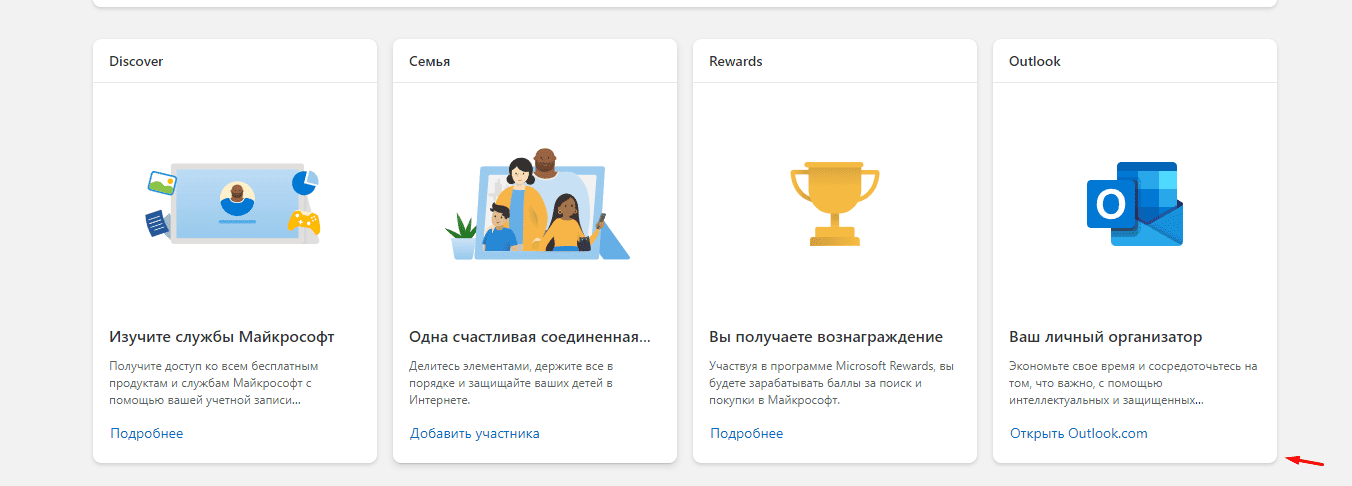 Discover
Изучите службы Майкрософт
Получите доступ ко всем бесплатным
продуктам и службам Майкрософт с
помощью вашей учетной записи...
Подробнее
Семья
Одна счастливая соединенная...
Делитесь элементами, держите все в
порядке и защищайте ваших детей в
Интернете.
Добавить участника
Rewards
Вы получаете вознаграждение
Участвуя в программе Microsoft Rewards, вы
будете зарабатывать баллы за поиск и
покупки в Майкрософт.
Подробнее
Outlook
O
Ваш личный организатор
Экономьте свое время и сосредоточьтесь на
том, что важно, с помощью
интеллектуальных и защищенных...
Открыть Outlook.com